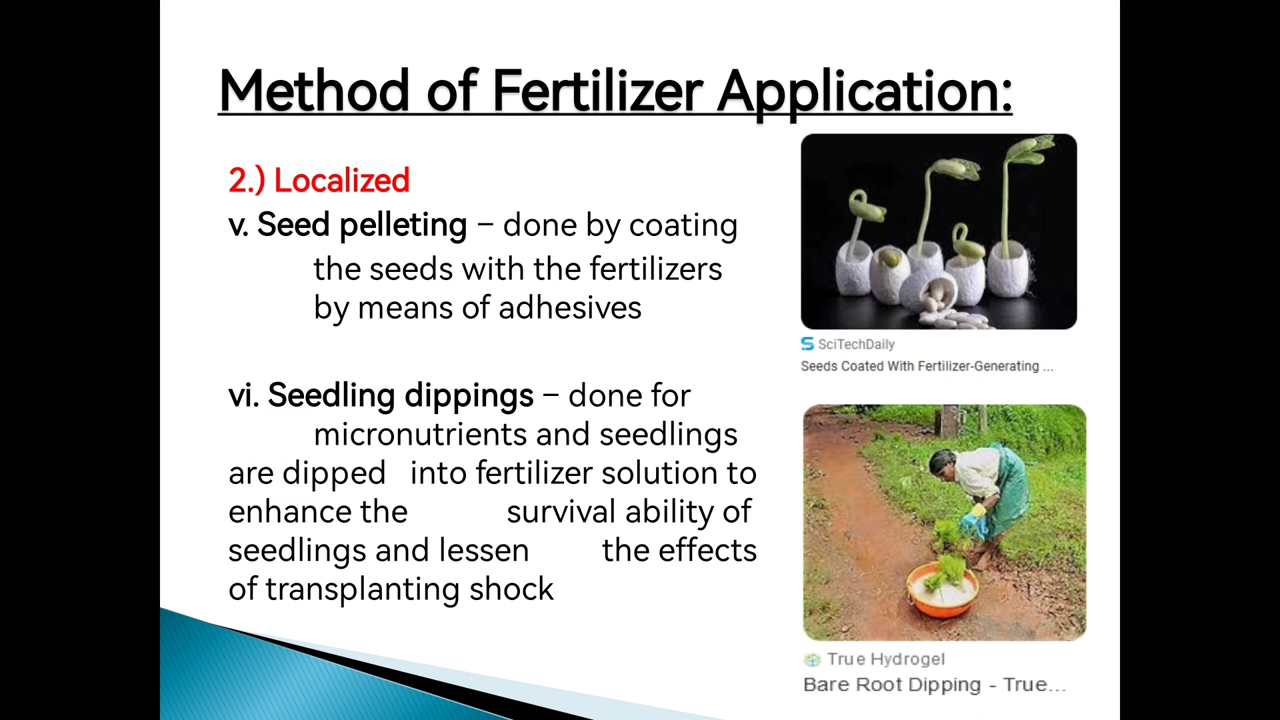 Method of Fertilizer Application:
2.) Localized
v. Seed pelleting – done by coating
the seeds with the fertilizers
by means of adhesives
vi. Seedling dippings – done for
micronutrients and seedlings
are dipped into fertilizer solution to
enhance the survival ability of
seedlings and lessen the effects
of transplanting shock
SciTechDaily
Seeds Coated With Fertilizer-Generating ...
True Hydrogel
Bare Root Dipping - True...